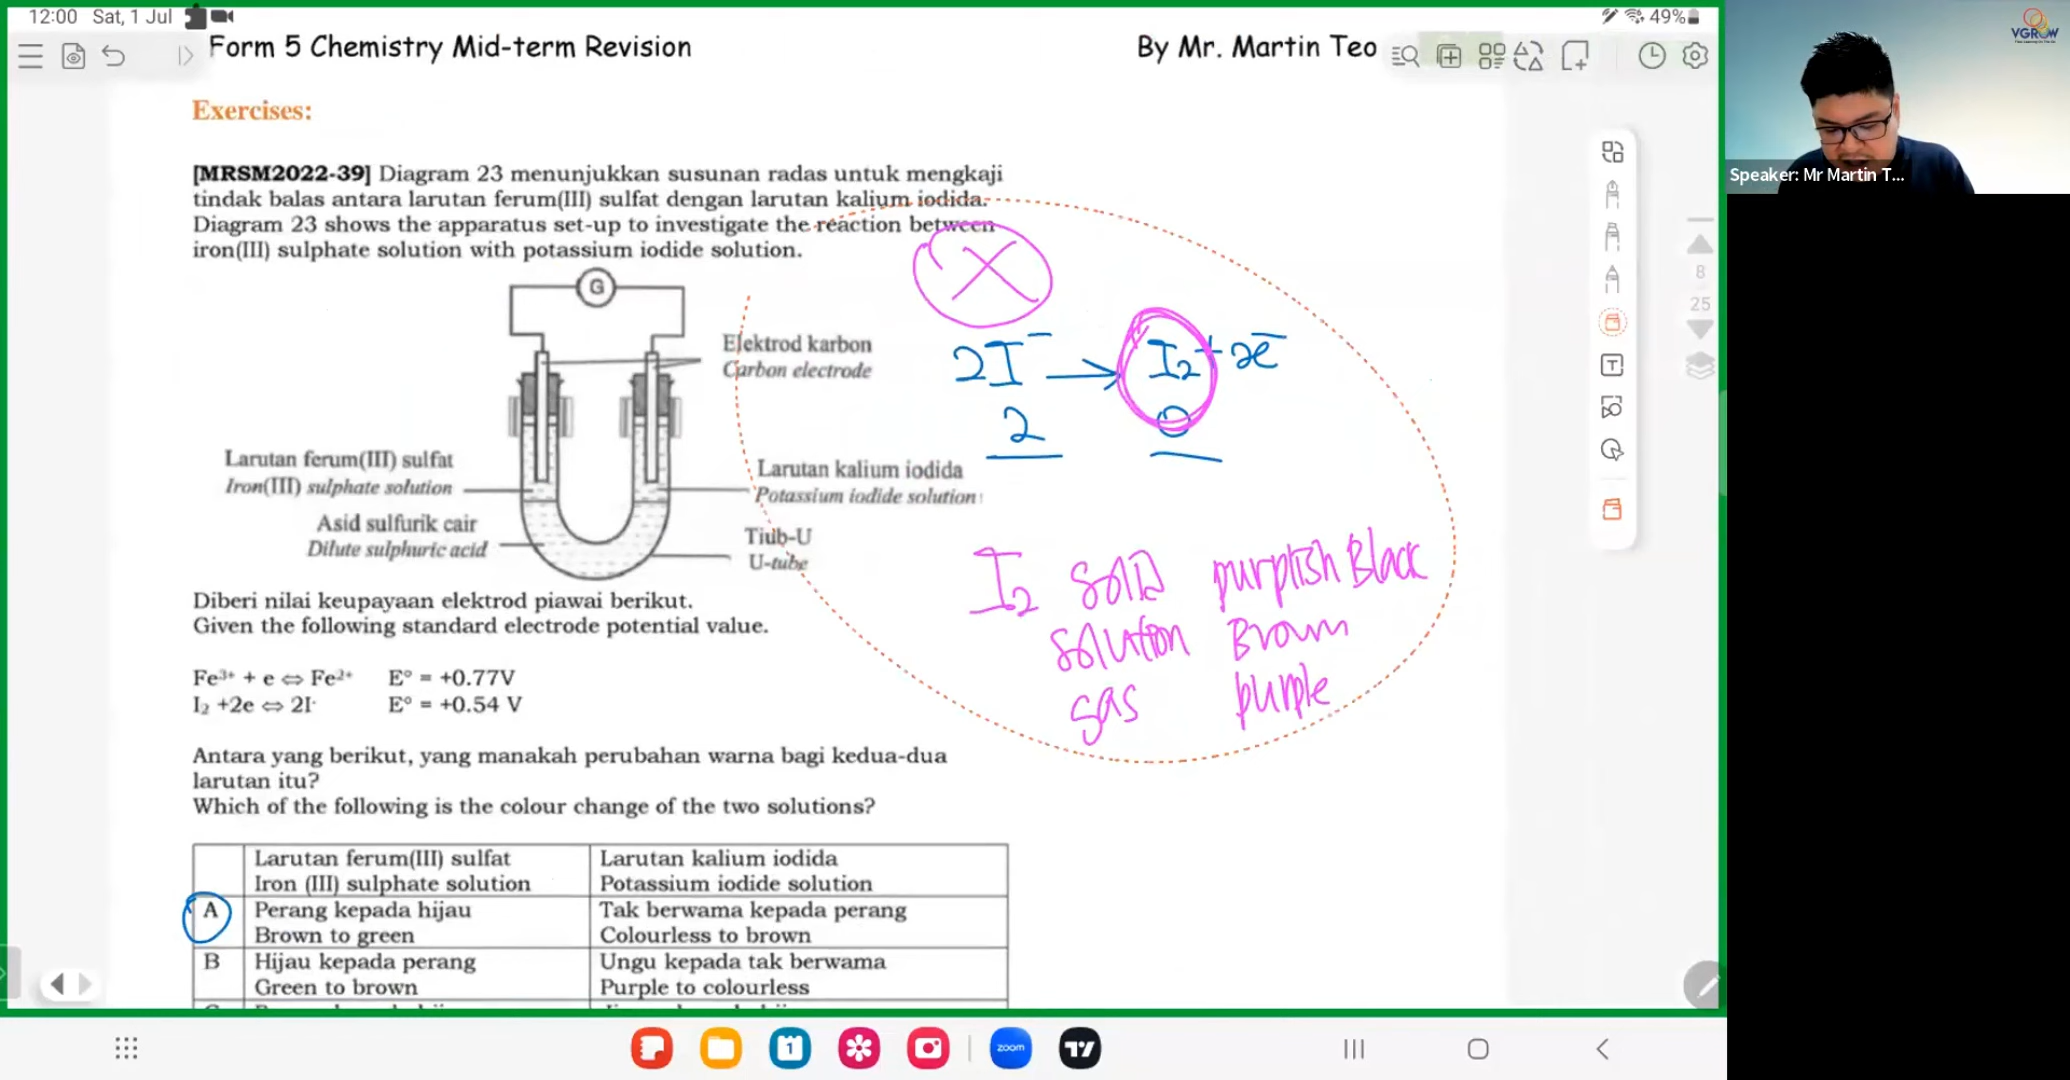 12:00 Sat, 1 Jul
49%
Form 5 Chemistry Mid-term Revision By Mr. Martin Teo
VGROW
Speaker: Mr Martin T...
Exercises:
[MRSM2022-39] Diagram 23 menunjukkan susunan radas untuk mengkaji
tindak balas antara larutan ferum(III) sulfat dengan larutan kalium iodida.
Diagram 23 shows the apparatus set-up to investigate the reaction between
iron(III) sulphate solution with potassium iodide solution.
G
Elektrod karbon
Carbon electrode
Larutan ferum(III) sulfat
Iron(III) sulphate solution
Larutan kalium iodida
Potassium iodide solution
Asid sulfurik cair
Dilute sulphuric acid
Tiub-U
U-tube
2I⁻ → I₂ + 2e⁻
2 0
I₂ solid purplish Black
solution Brown
gas purple
Diberi nilai keupayaan elektrod piawai berikut.
Given the following standard electrode potential value.
Fe³⁺ + e ⇔ Fe²⁺ E° = +0.77V
I₂ +2e ⇔ 2I⁻ E° = +0.54 V
Antara yang berikut, yang manakah perubahan warna bagi kedua-dua
larutan itu?
Which of the following is the colour change of the two solutions?
Larutan ferum(III) sulfat Larutan kalium iodida
Iron (III) sulphate solution Potassium iodide solution
A Perang kepada hijau Tak berwama kepada perang
Brown to green Colourless to brown
B Hijau kepada perang Ungu kepada tak berwama
Green to brown Purple to colourless
8
25
T
1
zoom